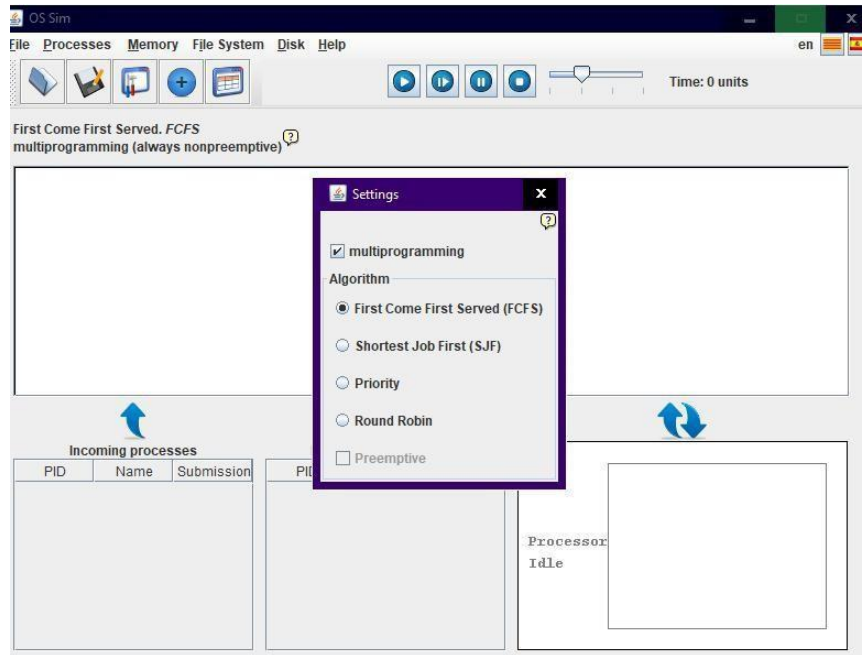 OS Sim
File Processes Memory File System Disk Help en
Time: 0 units
First Come First Served. FCFS
multiprogramming (always nonpreemptive)
Settings
multiprogramming
Algorithm
First Come First Served (FCFS)
Shortest Job First (SJF)
Priority
Round Robin
Preemptive
Incoming processes
PID Name Submission
Processor
Idle